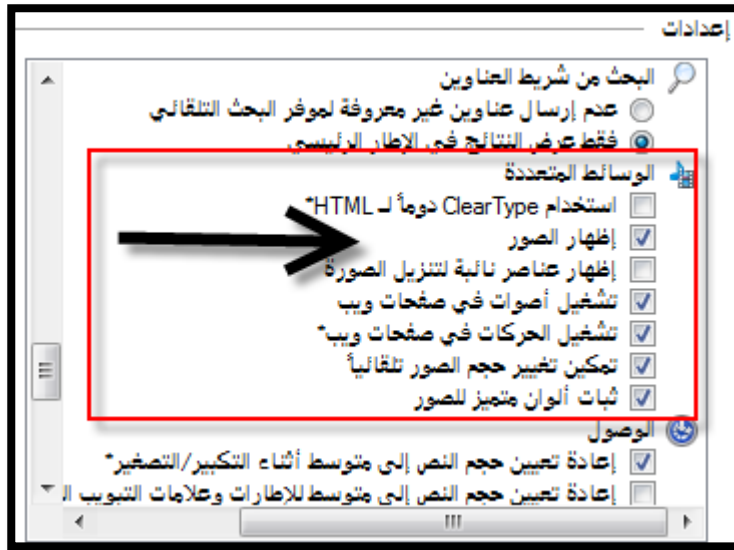 إعدادات
البحث من شريط العناوين
عدم إرسال عناوين غير معروفة لموفر البحث التلقائي
فقط عرض النتائج في الإطار الرئيسي
الوسائط المتعددة
استخدام ClearType دوماً لـ HTML*
إظهار الصور
إظهار عناصر نائبة لتنزيل الصورة
تشغيل أصوات في صفحات ويب
تشغيل الحركات في صفحات ويب*
تمكين تغيير حجم الصور تلقائياً
ثبات ألوان متميز للصور
الوصول
إعادة تعيين حجم النص إلى متوسط أثناء التكبير/التصغير*
إعادة تعيين حجم النص إلى متوسط للإطارات وعلامات التبويب